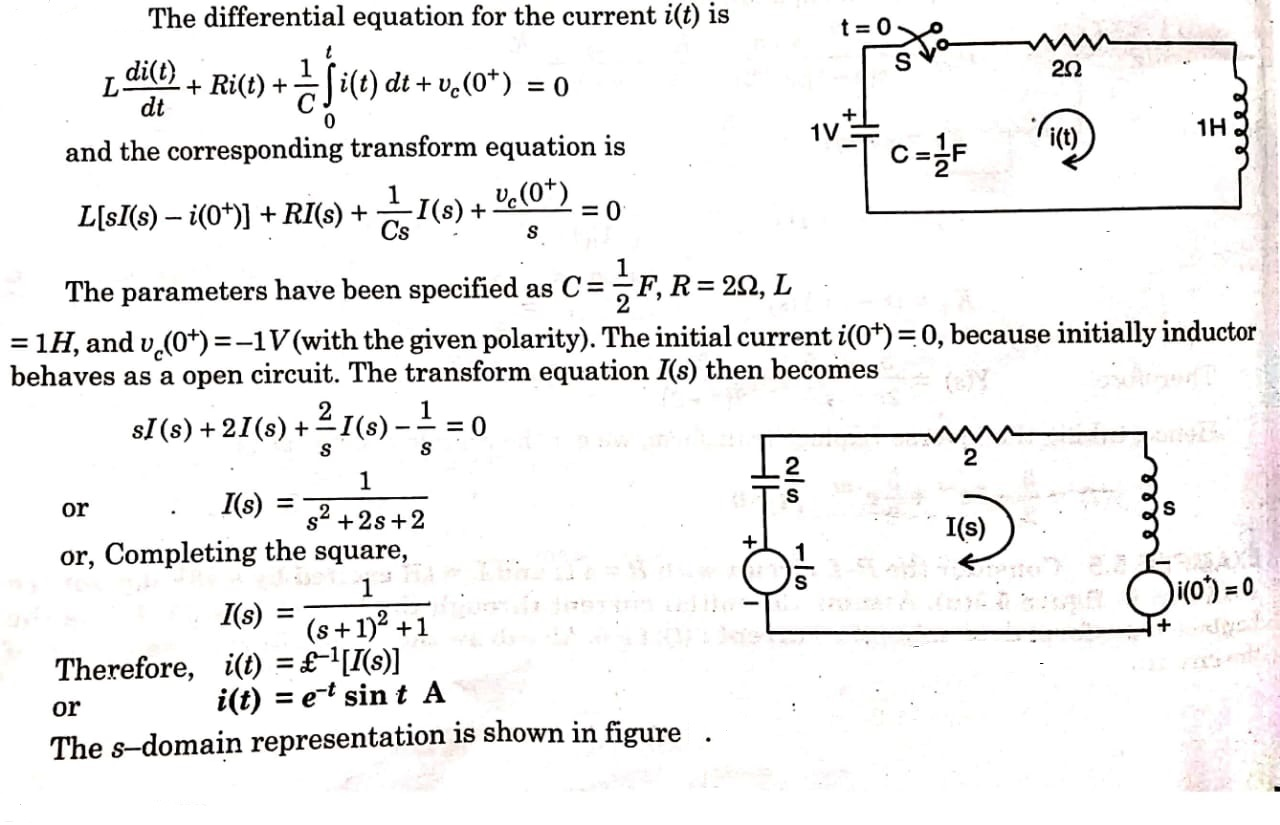 The differential equation for the current i(t) is
L di(t)/dt + Ri(t) + 1/C ∫₀ᵗ i(t) dt + v_c(0⁺) = 0
and the corresponding transform equation is
L[sI(s) – i(0⁺)] + RI(s) + 1/Cs I(s) + v_c(0⁺)/s = 0
t = 0
S
2Ω
1V
+
–
C = 1/2 F
i(t)
1H
The parameters have been specified as C = 1/2 F, R = 2Ω, L
= 1H, and v_c(0⁺) = –1V (with the given polarity). The initial current i(0⁺) = 0, because initially inductor
behaves as a open circuit. The transform equation I(s) then becomes
sI(s) + 2I(s) + 2/s I(s) – 1/s = 0
or I(s) = 1/(s² + 2s + 2)
or, Completing the square,
I(s) = 1/((s + 1)² + 1)
Therefore, i(t) = £⁻¹[I(s)]
or i(t) = e⁻ᵗ sin t A
The s–domain representation is shown in figure .
2
2/s
I(s)
s
+
1/s
–
–
i(0⁺) = 0
+